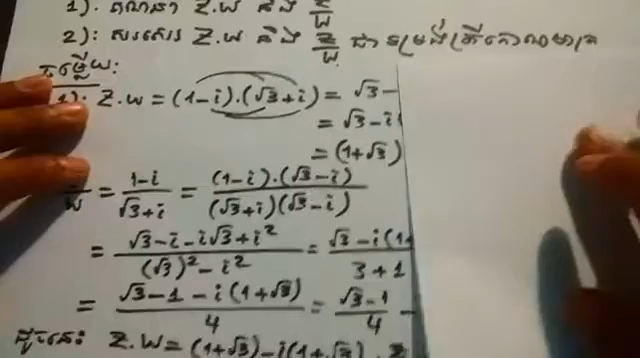 1). គណនា Z.W និង Z/W
2): សរសេរ Z.W និង Z/W ជាទម្រង់ត្រីកោណមាត្រ
ចម្លើយ:
1): Z.W = (1-i).(√3+i) = √3-
= √3-i(
= (1+√3)
/W = (1-i)/(√3+i) = ((1-i).(√3-i))/((√3+i)(√3-i))
= (√3-i-i√3+i²)/((√3)²-i²) = (√3-i(1+)/(3+1)
= (√3-1-i(1+√3))/4 = (√3-1)/4 -
ដូចនេះ Z.W = (1+√3)-i(1+√3)